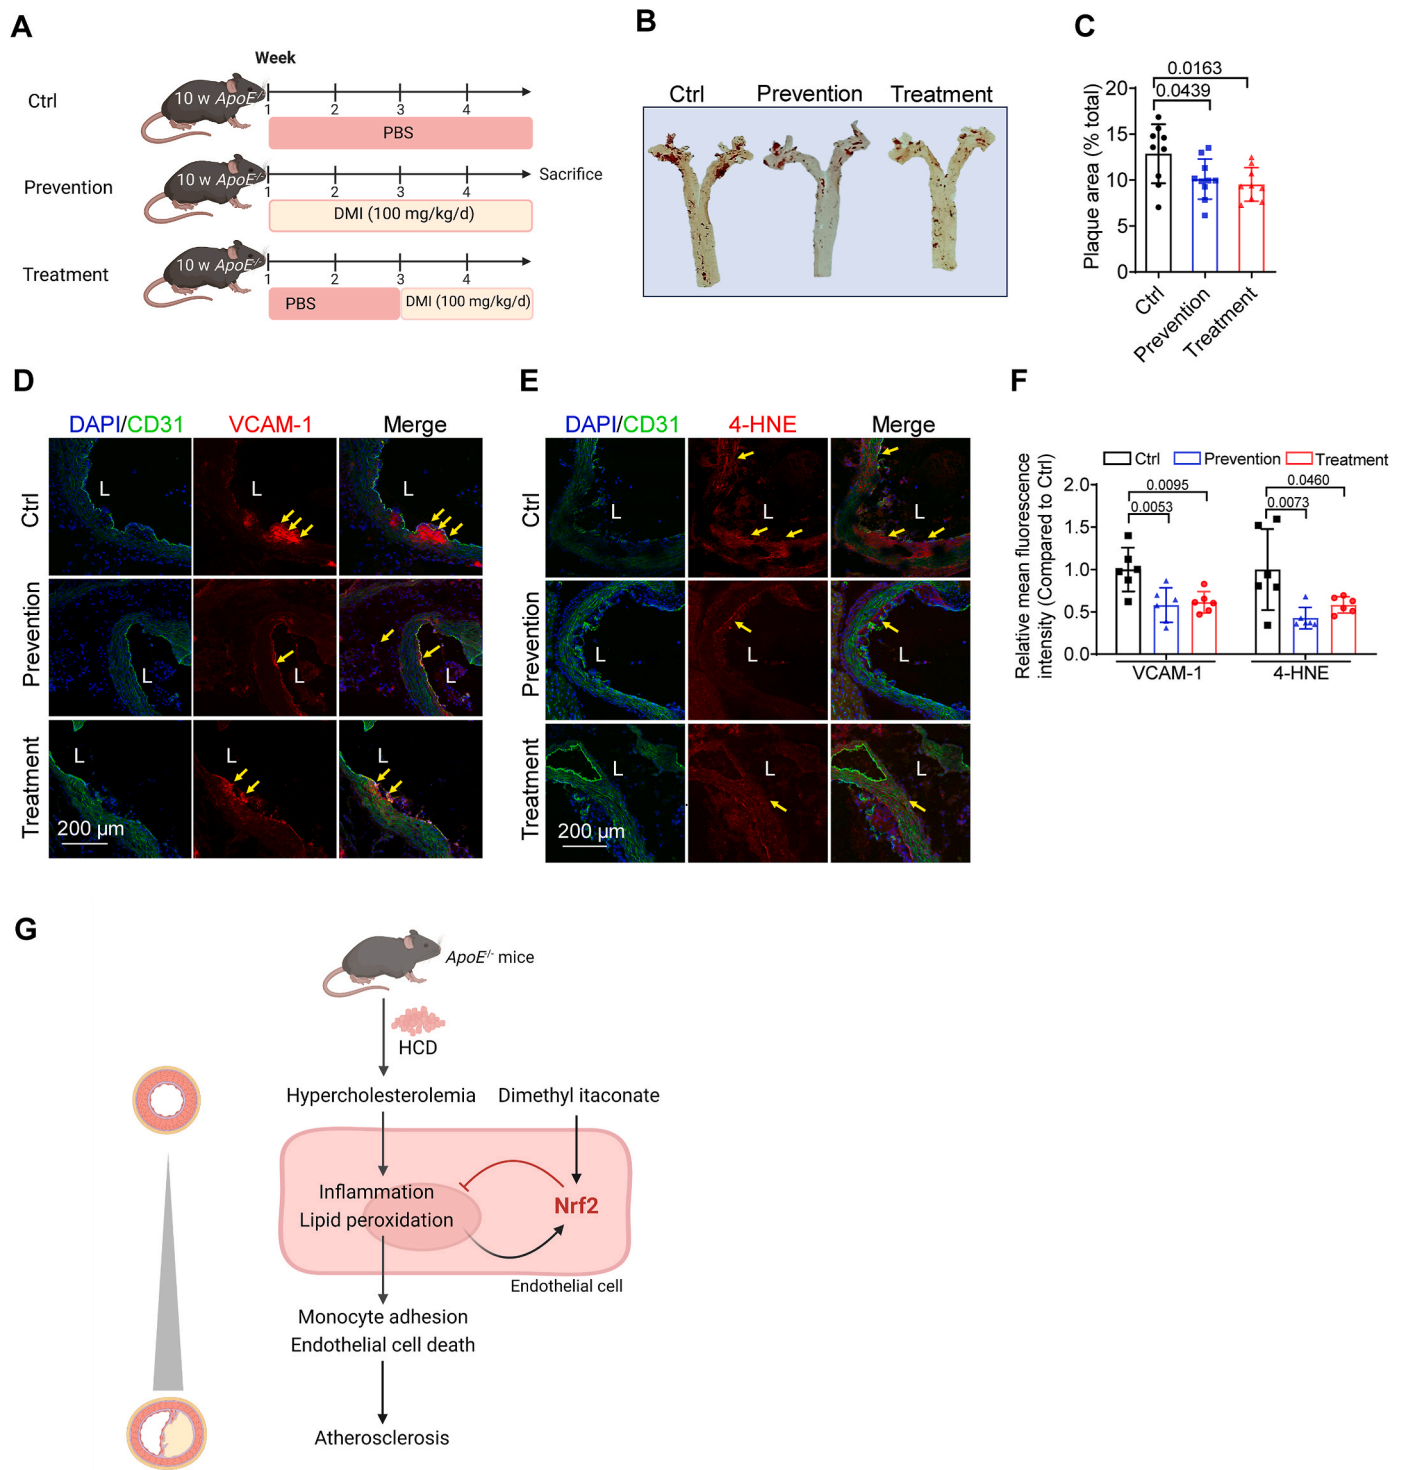 A
Week
Ctrl
10 w ApoE-/-
1 2 3 4
PBS
Prevention
10 w ApoE-/-
1 2 3 4
Sacrifice
DMI (100 mg/kg/d)
Treatment
10 w ApoE-/-
1 2 3 4
PBS
DMI (100 mg/kg/d)
B
Ctrl Prevention Treatment
C
0.0163
0.0439
Plaque area (% total)
20
15
10
5
0
Ctrl
Prevention
Treatment
D
DAPI/CD31 VCAM-1 Merge
Ctrl
L L L
Prevention
L L
Treatment
L L L
200 µm
E
DAPI/CD31 4-HNE Merge
Ctrl
L L L
Prevention
L L L
Treatment
L L L
200 µm
F
Ctrl Prevention Treatment
Relative mean fluorescence
intensity (Compared to Ctrl)
2.0
1.5
1.0
0.5
0.0
0.0095
0.0053
0.0460
0.0073
VCAM-1 4-HNE
G
ApoE-/- mice
HCD
Hypercholesterolemia Dimethyl itaconate
Inflammation
Lipid peroxidation
Nrf2
Endothelial cell
Monocyte adhesion
Endothelial cell death
Atherosclerosis